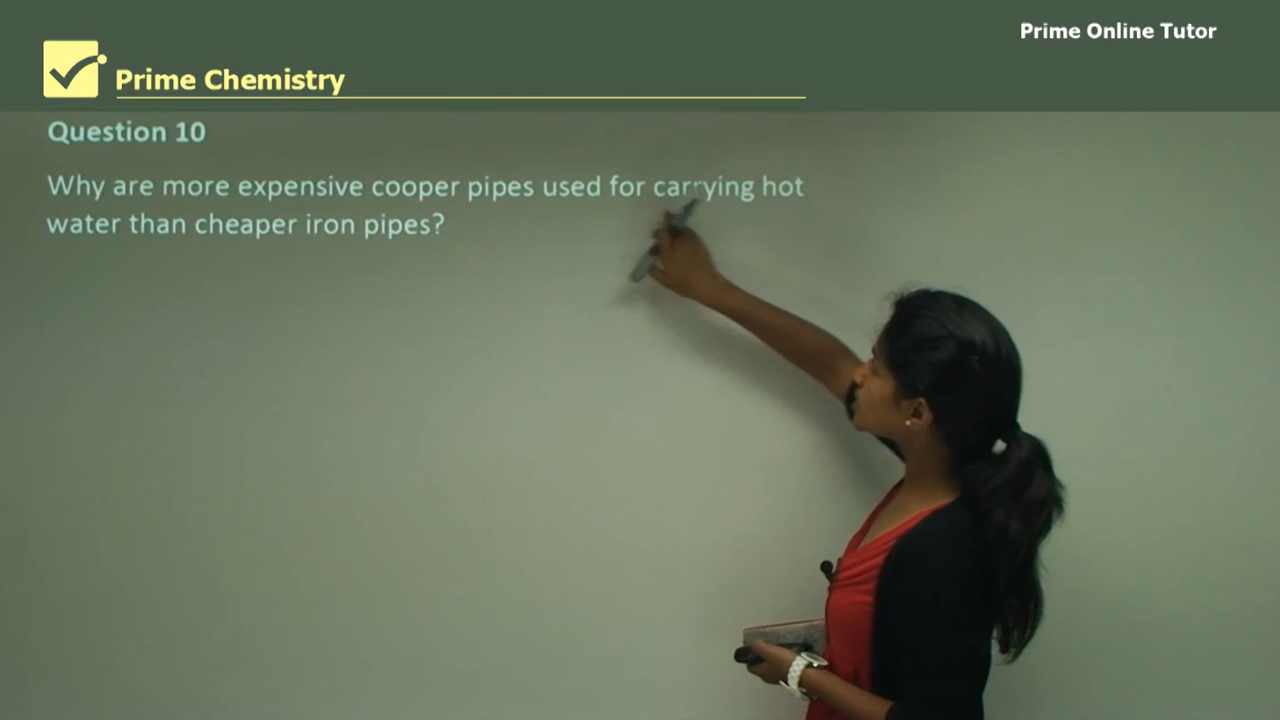 Prime Online Tutor
Prime Chemistry
Question 10
Why are more expensive cooper pipes used for carrying hot
water than cheaper iron pipes?